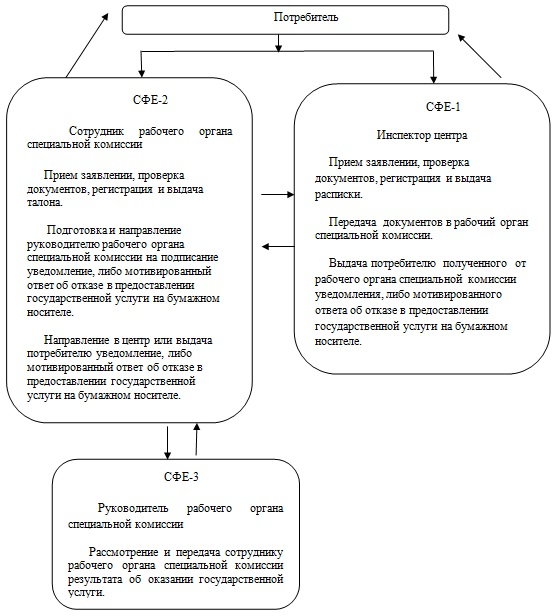 Потребитель
СФЕ-2
Сотрудник рабочего органа
специальной комиссии
Прием заявлении, проверка
документов, регистрация и выдача
талона.
Подготовка и направление
руководителю рабочего органа
специальной комиссии на подписание
уведомление, либо мотивированный
ответ об отказе в предоставлении
государственной услуги на бумажном
носителе.
Направление в центр или выдача
потребителю уведомление, либо
мотивированный ответ об отказе в
предоставлении государственной
услуги на бумажном носителе.
СФЕ-1
Инспектор центра
Прием заявлении, проверка
документов, регистрация и выдача
расписки.
Передача документов в рабочий орган
специальной комиссии.
Выдача потребителю полученного от
рабочего органа специальной комиссии
уведомления, либо мотивированного
ответа об отказе в предоставлении
государственной услуги на бумажном
носителе.
СФЕ-3
Руководитель рабочего органа
специальной комиссии
Рассмотрение и передача сотруднику
рабочего органа специальной комиссии
результата об оказании государственной
услуги.